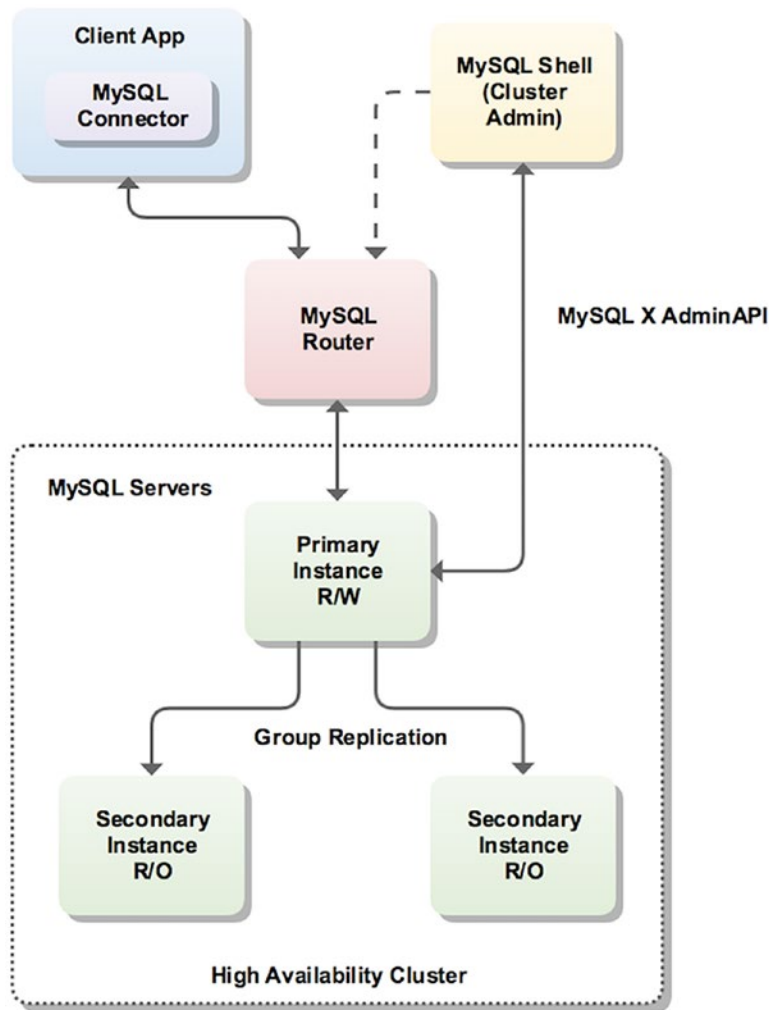 Client App
MySQL
Connector
MySQL Shell
(Cluster
Admin)
MySQL
Router
MySQL X AdminAPI
MySQL Servers
Primary
Instance
R/W
Group Replication
Secondary
Instance
R/O
Secondary
Instance
R/O
High Availability Cluster